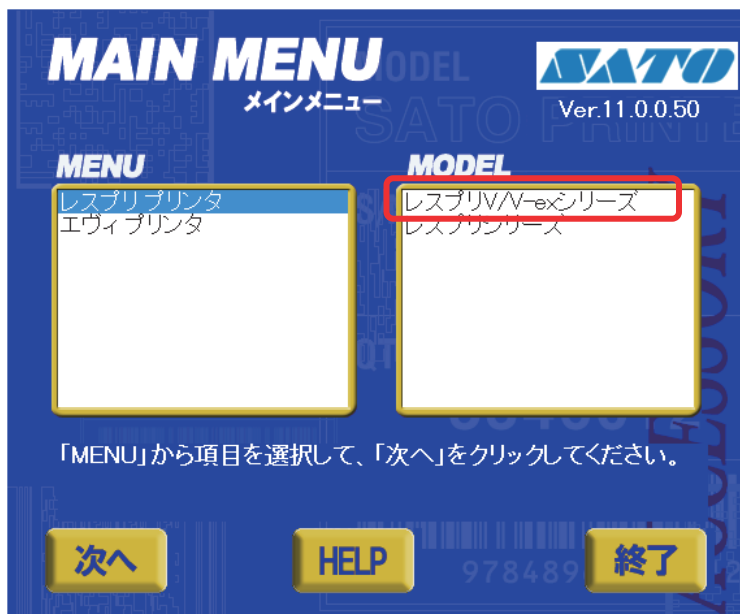 MAIN MENU
メインメニュー
SATO
Ver.11.0.0.50
MENU
MODEL
レスプリプリンタ
エヴィプリンタ
レスプリV/V-exシリーズ
レスプリシリーズ
「MENU」から項目を選択して、「次へ」をクリックしてください。
次へ
HELP
終了